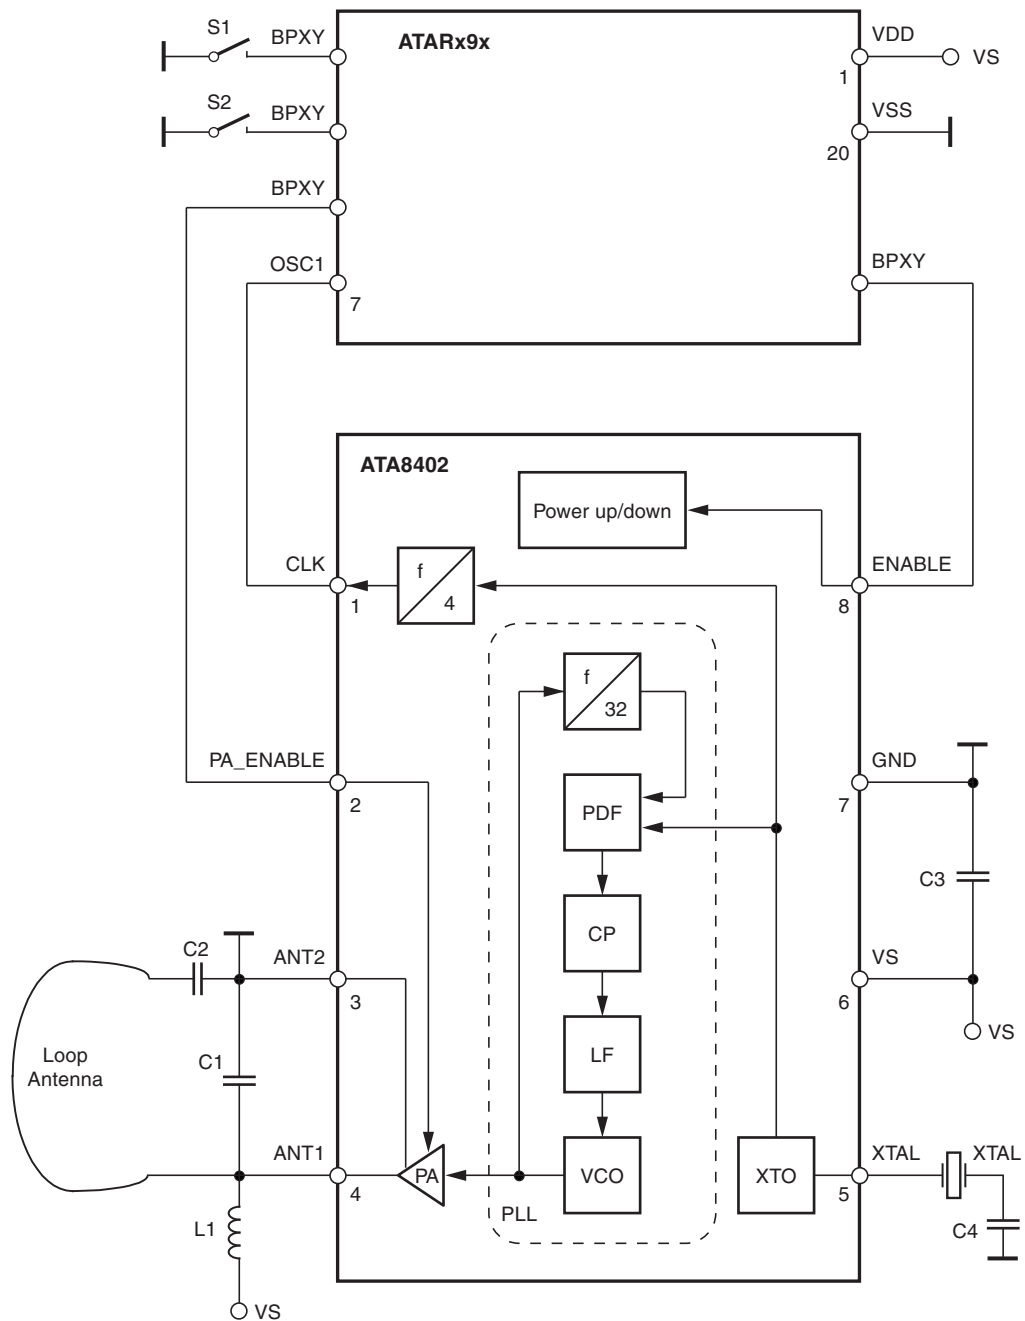 S1
BPXY
ATARx9x
VDD
1
VS
S2
BPXY
VSS
20
BPXY
OSC1
7
BPXY
ATA8402
Power up/down
CLK
1
f
4
ENABLE
8
f
32
PA_ENABLE
2
GND
7
PDF
C3
CP
C2
ANT2
3
VS
6
VS
Loop
Antenna
C1
LF
ANT1
4
PA
VCO
XTO
XTAL
5
XTAL
PLL
L1
C4
VS